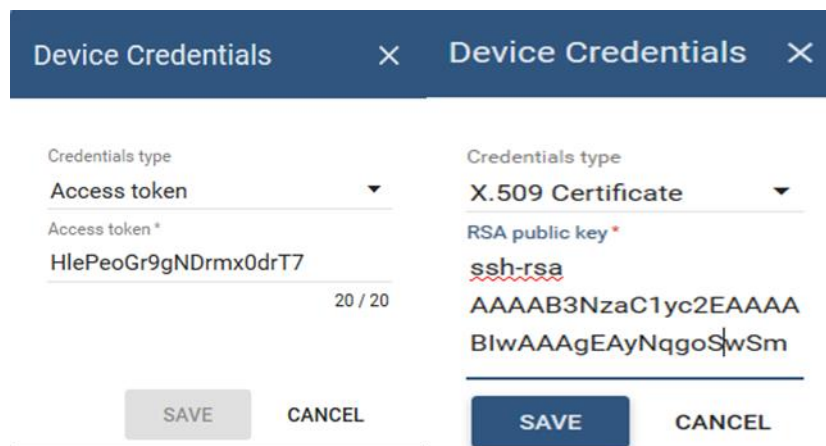 Device Credentials
Credentials type
Access token
Access token *
HlePeoGr9gNDrmx0drT7
20 / 20
SAVE CANCEL
Device Credentials
Credentials type
X.509 Certificate
RSA public key *
ssh-rsa
AAAAB3NzaC1yc2EAAAA
BIwAAAgEAyNqgoSwSm
SAVE CANCEL